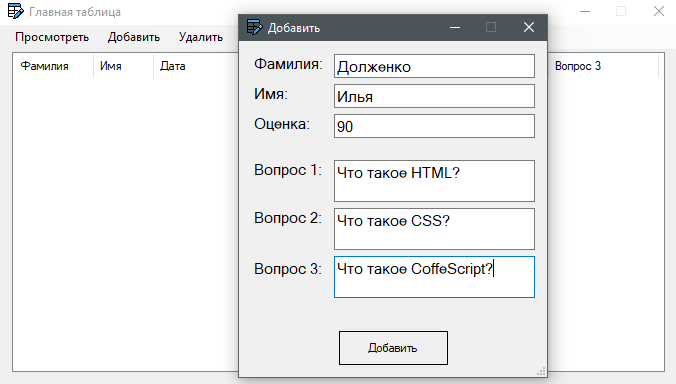 Главная таблица
Просмотреть Добавить Удалить
Фамилия Имя Дата Вопрос 3
Добавить
Фамилия: Долженко
Имя: Илья
Оценка: 90
Вопрос 1: Что такое HTML?
Вопрос 2: Что такое CSS?
Вопрос 3: Что такое CoffeScript?
Добавить